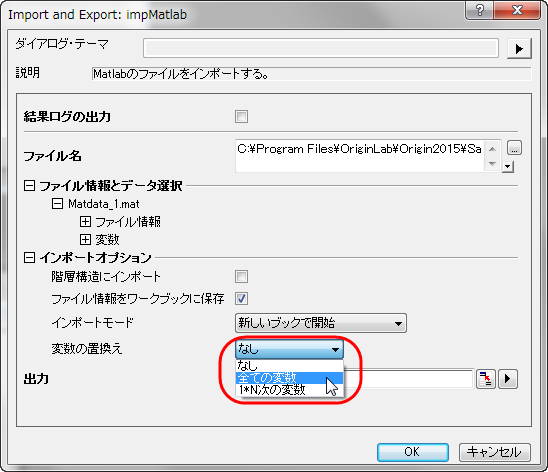 Import and Export: impMatlab
ダイアログ・テーマ
説明 Matlabのファイルをインポートする。
結果ログの出力
ファイル名 C:¥Program Files¥OriginLab¥Origin2015¥Sa ...
ファイル情報とデータ選択
Matdata_1.mat
ファイル情報
変数
インポートオプション
階層構造にインポート
ファイル情報をワークブックに保存
インポートモード 新しいブックで開始
変数の置換え なし
なし
全ての変数
1*N次の変数
出力
OK キャンセル